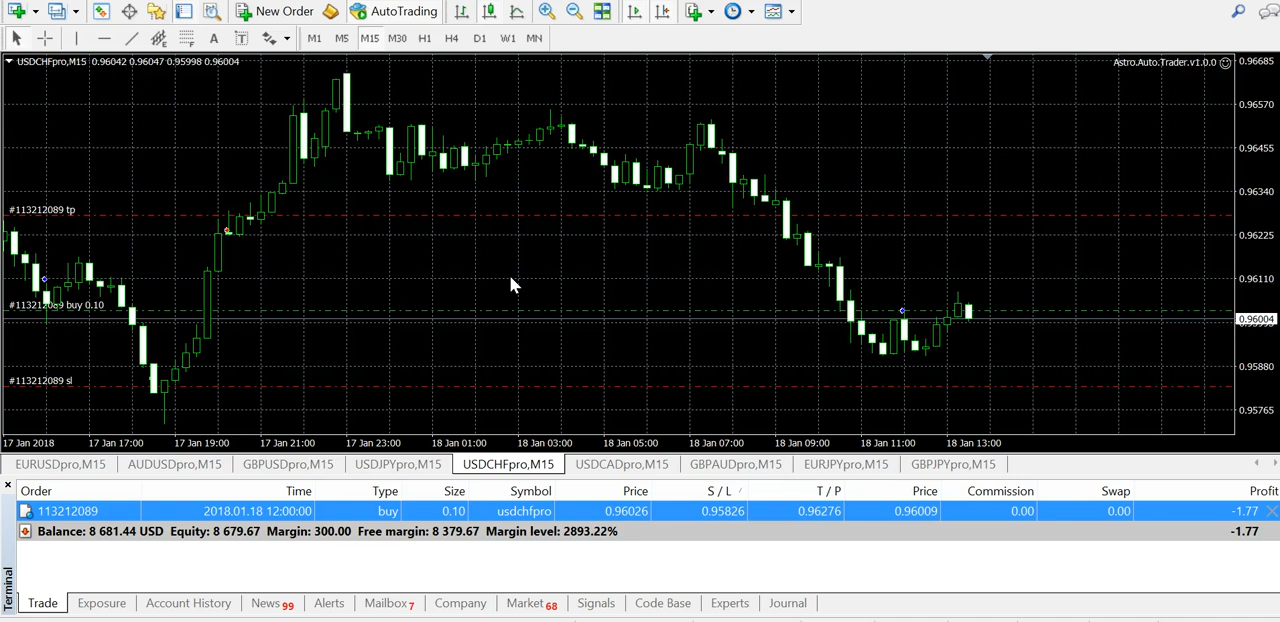 New Order AutoTrading
A T M1 M5 M15 M30 H1 H4 D1 W1 MN
USDCHFpro,M15 0.96042 0.96047 0.95998 0.96004
Astro.Auto.Trader.v1.0.0
0.96685
0.96570
0.96455
0.96340
#113212089 tp
0.96225
0.96110
#113212089 buy 0.10
0.96004
#113212089 sl
0.95880
0.95765
17 Jan 2018 17 Jan 17:00 17 Jan 19:00 17 Jan 21:00 17 Jan 23:00 18 Jan 01:00 18 Jan 03:00 18 Jan 05:00 18 Jan 07:00 18 Jan 09:00 18 Jan 11:00 18 Jan 13:00
EURUSDpro,M15 AUDUSDpro,M15 GBPUSDpro,M15 USDJPYpro,M15 USDCHFpro,M15 USDCADpro,M15 GBPAUDpro,M15 EURJPYpro,M15 GBPJPYpro,M15
Order Time Type Size Symbol Price S / L / T / P Price Commission Swap Profit
113212089 2018.01.18 12:00:00 buy 0.10 usdchfpro 0.96026 0.95826 0.96276 0.96009 0.00 0.00 -1.77
Balance: 8 681.44 USD Equity: 8 679.67 Margin: 300.00 Free margin: 8 379.67 Margin level: 2893.22% -1.77
Terminal
Trade Exposure Account History News 99 Alerts Mailbox 7 Company Market 68 Signals Code Base Experts Journal